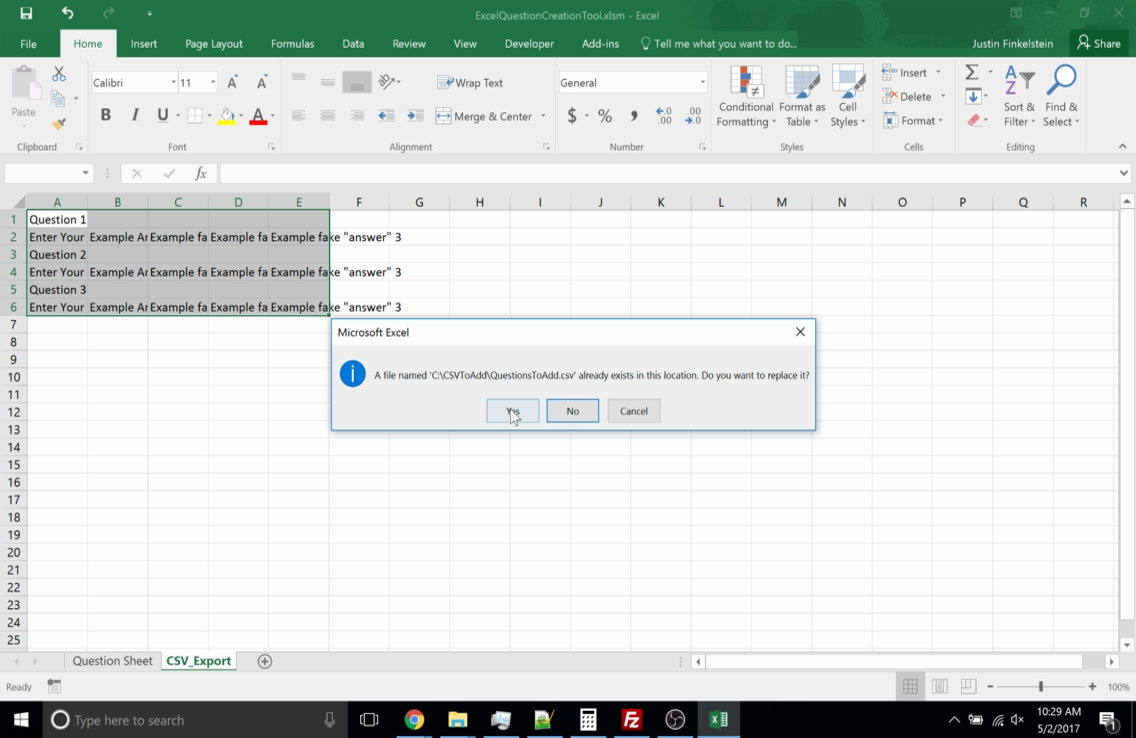 ExcelQuestionCreationTool.xlsm - Excel
File Home Insert Page Layout Formulas Data Review View Developer Add-ins Tell me what you want to do... Justin Finkelstein Share
Paste
Clipboard
Calibri 11
B I U A
Font
Wrap Text
Merge & Center
Alignment
General
$ % , .00 .00
Number
Conditional Formatting
Format as Table
Cell Styles
Styles
Insert
Delete
Format
Cells
Sort & Filter
Find & Select
Editing
fx
A B C D E F G H I J K L M N O P Q R
1 Question 1
2 Enter Your Example Ar Example fa Example fa Example fake "answer" 3
3 Question 2
4 Enter Your Example Ar Example fa Example fa Example fake "answer" 3
5 Question 3
6 Enter Your Example Ar Example fa Example fa Example fake "answer" 3
7
8
9
10
11
12
13
14
15
16
17
18
19
20
21
22
23
24
25
Microsoft Excel
A file named 'C:\CSVToAdd\QuestionsToAdd.csv' already exists in this location. Do you want to replace it?
Yes No Cancel
Question Sheet CSV_Export
Ready 100%
Type here to search
10:29 AM
5/2/2017
1